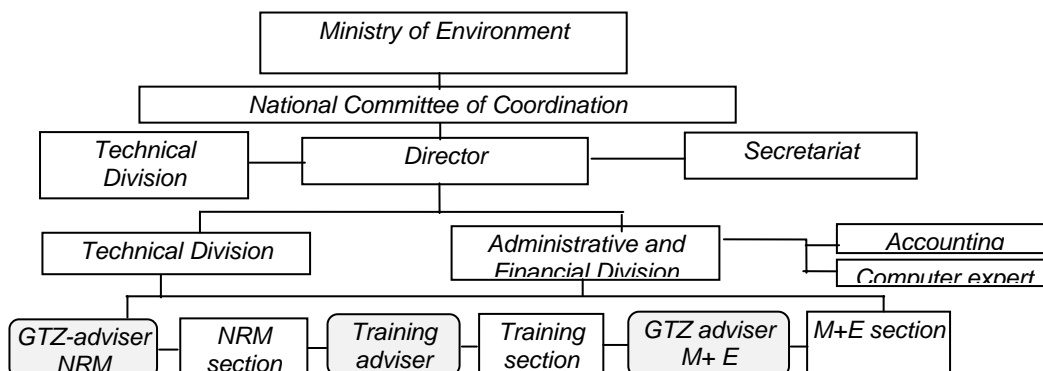 Ministry of Environment
National Committee of Coordination
Technical
Division
Director
Secretariat
Technical Division
Administrative and
Financial Division
Accounting
Computer expert
GTZ-adviser
NRM
NRM
section
Training
adviser
Training
section
GTZ adviser
M+ E
M+E section